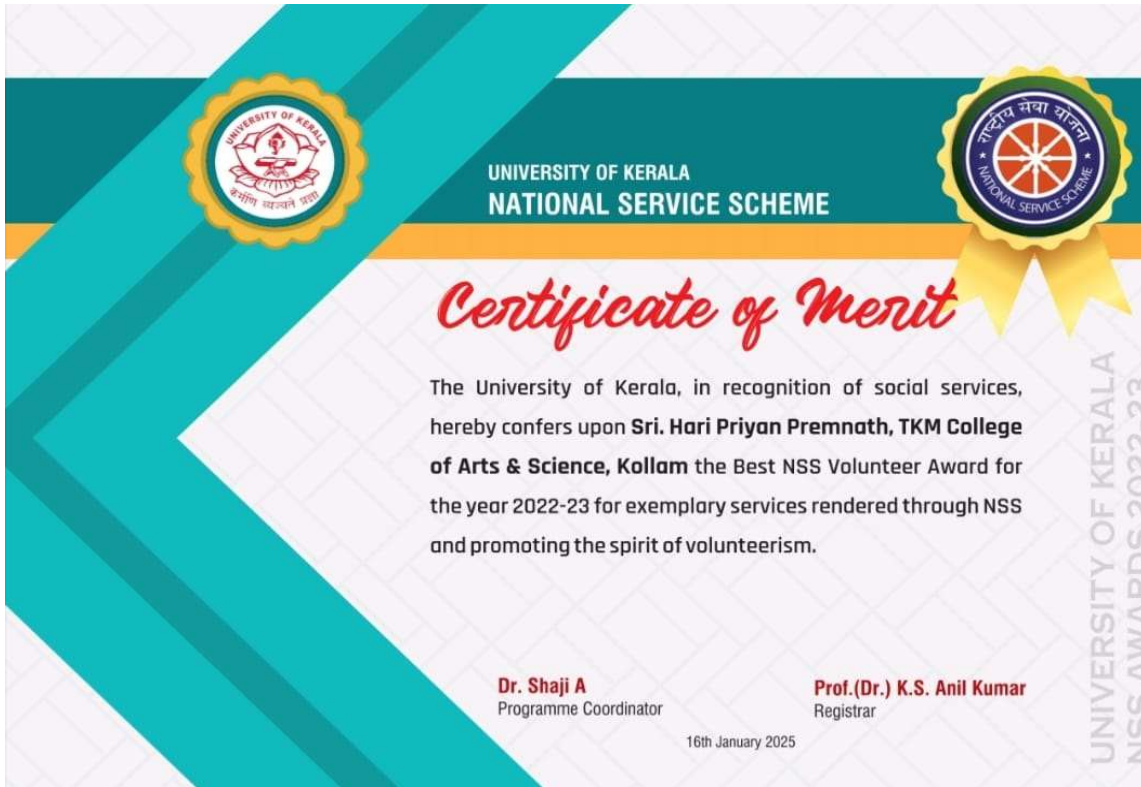 UNIVERSITY OF KERALA
कर्मणि व्यज्यते प्रज्ञा
राष्ट्रीय सेवा योजना
NATIONAL SERVICE SCHEME
UNIVERSITY OF KERALA
NATIONAL SERVICE SCHEME
Certificate of Merit
The University of Kerala, in recognition of social services,
hereby confers upon Sri. Hari Priyan Premnath, TKM College
of Arts & Science, Kollam the Best NSS Volunteer Award for
the year 2022-23 for exemplary services rendered through NSS
and promoting the spirit of volunteerism.
Dr. Shaji A
Programme Coordinator
Prof.(Dr.) K.S. Anil Kumar
Registrar
16th January 2025
UNIVERSITY OF KERALA
NSS AWARDS 2022-23